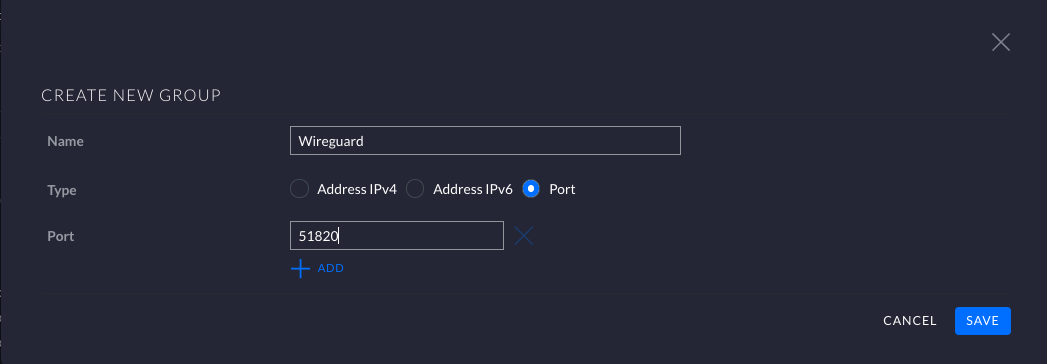 CREATE NEW GROUP
Name
Wireguard
Type
Address IPv4 Address IPv6 Port
Port
51820
ADD
CANCEL SAVE